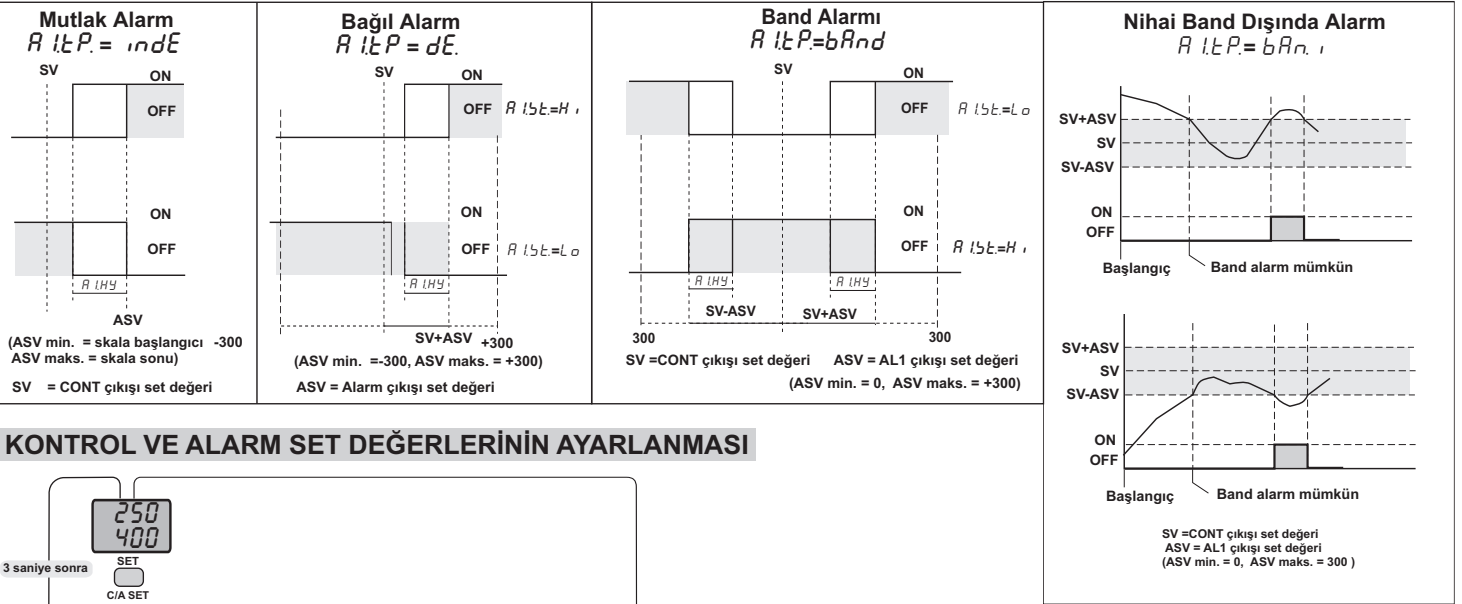 Mutlak Alarm
A1.tP. = indE
SV
ON
OFF
ON
OFF
A1.HY
ASV
(ASV min. = skala başlangıcı -300
ASV maks. = skala sonu)
SV = CONT çıkışı set değeri
Bağıl Alarm
A1.tP = dE.
SV
ON
OFF
A1.St.=Hi
ON
OFF
A1.St.=Lo
A1.HY
SV+ASV
+300
(ASV min. =-300, ASV maks. = +300)
ASV = Alarm çıkışı set değeri
Band Alarmı
A1.tP.=bAnd
SV
ON
OFF
A1.St.=Lo
ON
OFF
A1.St.=Hi
A1.HY
A1.HY
SV-ASV
SV+ASV
300
300
SV =CONT çıkışı set değeri ASV = AL1 çıkışı set değeri
(ASV min. = 0, ASV maks. = +300)
Nihai Band Dışında Alarm
A1.tP.= bAn.i
SV+ASV
SV
SV-ASV
ON
OFF
Başlangıç
Band alarm mümkün
SV+ASV
SV
SV-ASV
ON
OFF
Başlangıç
Band alarm mümkün
SV =CONT çıkışı set değeri
ASV = AL1 çıkışı set değeri
(ASV min. = 0, ASV maks. = 300 )
KONTROL VE ALARM SET DEĞERLERİNİN AYARLANMASI
250
400
3 saniye sonra
SET
C/A SET